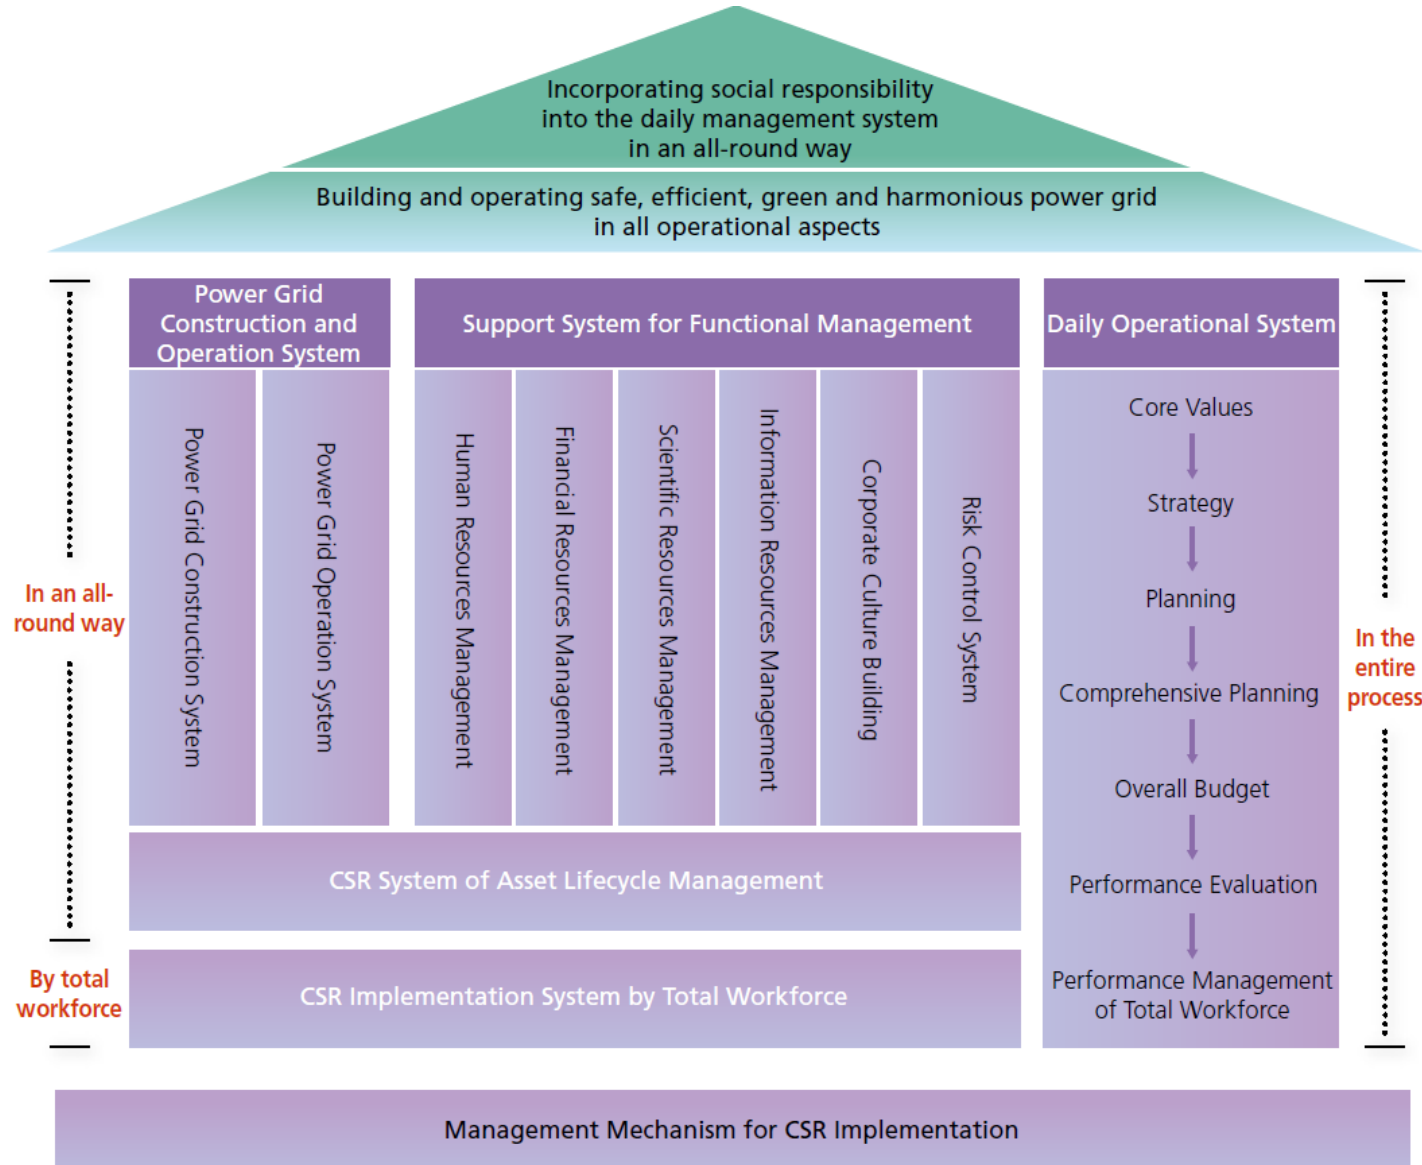 Incorporating social responsibility
into the daily management system
in an all-round way
Building and operating safe, efficient, green and harmonious power grid
in all operational aspects
Power Grid
Construction and
Operation System
Support System for Functional Management
Daily Operational System
Power Grid Construction System
Power Grid Operation System
Human Resources Management
Financial Resources Management
Scientific Resources Management
Information Resources Management
Corporate Culture Building
Risk Control System
Core Values
Strategy
Planning
Comprehensive Planning
Overall Budget
Performance Evaluation
Performance Management
of Total Workforce
In an all-
round way
In the
entire
process
CSR System of Asset Lifecycle Management
By total
workforce
CSR Implementation System by Total Workforce
Management Mechanism for CSR Implementation